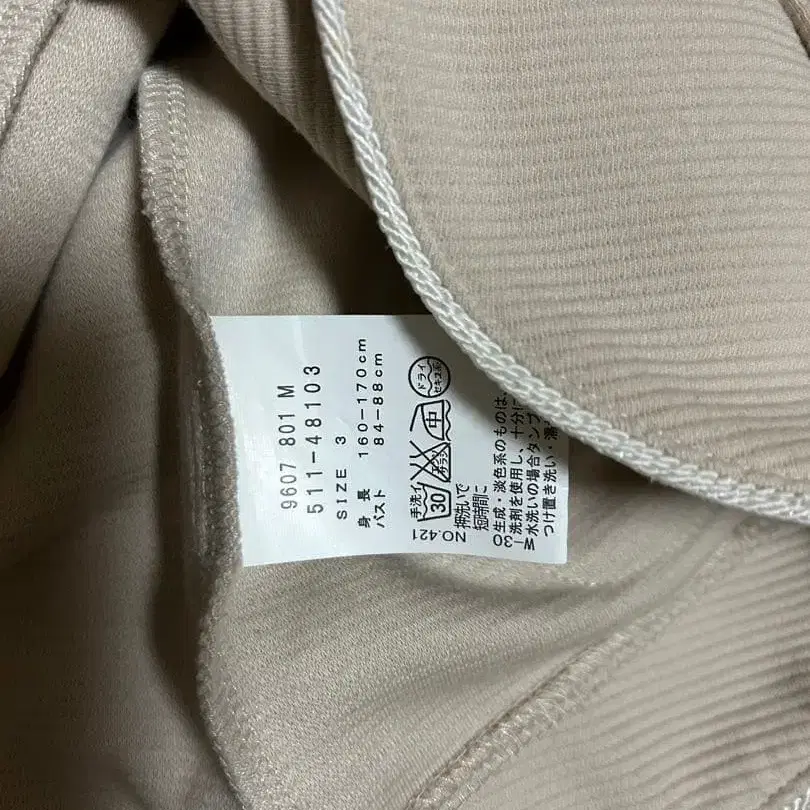 9607 801 M
511-48103
SIZE 3
身長 160-170cm
バスト 84-88cm
手洗イ
30
中
ドライ
セキユ系
押洗いで
短時間に
NO.421
生成・淡色系のものは、
洗剤を使用し、十分に
水洗いの場合タンブ
つけ置き洗い・湯
M-30